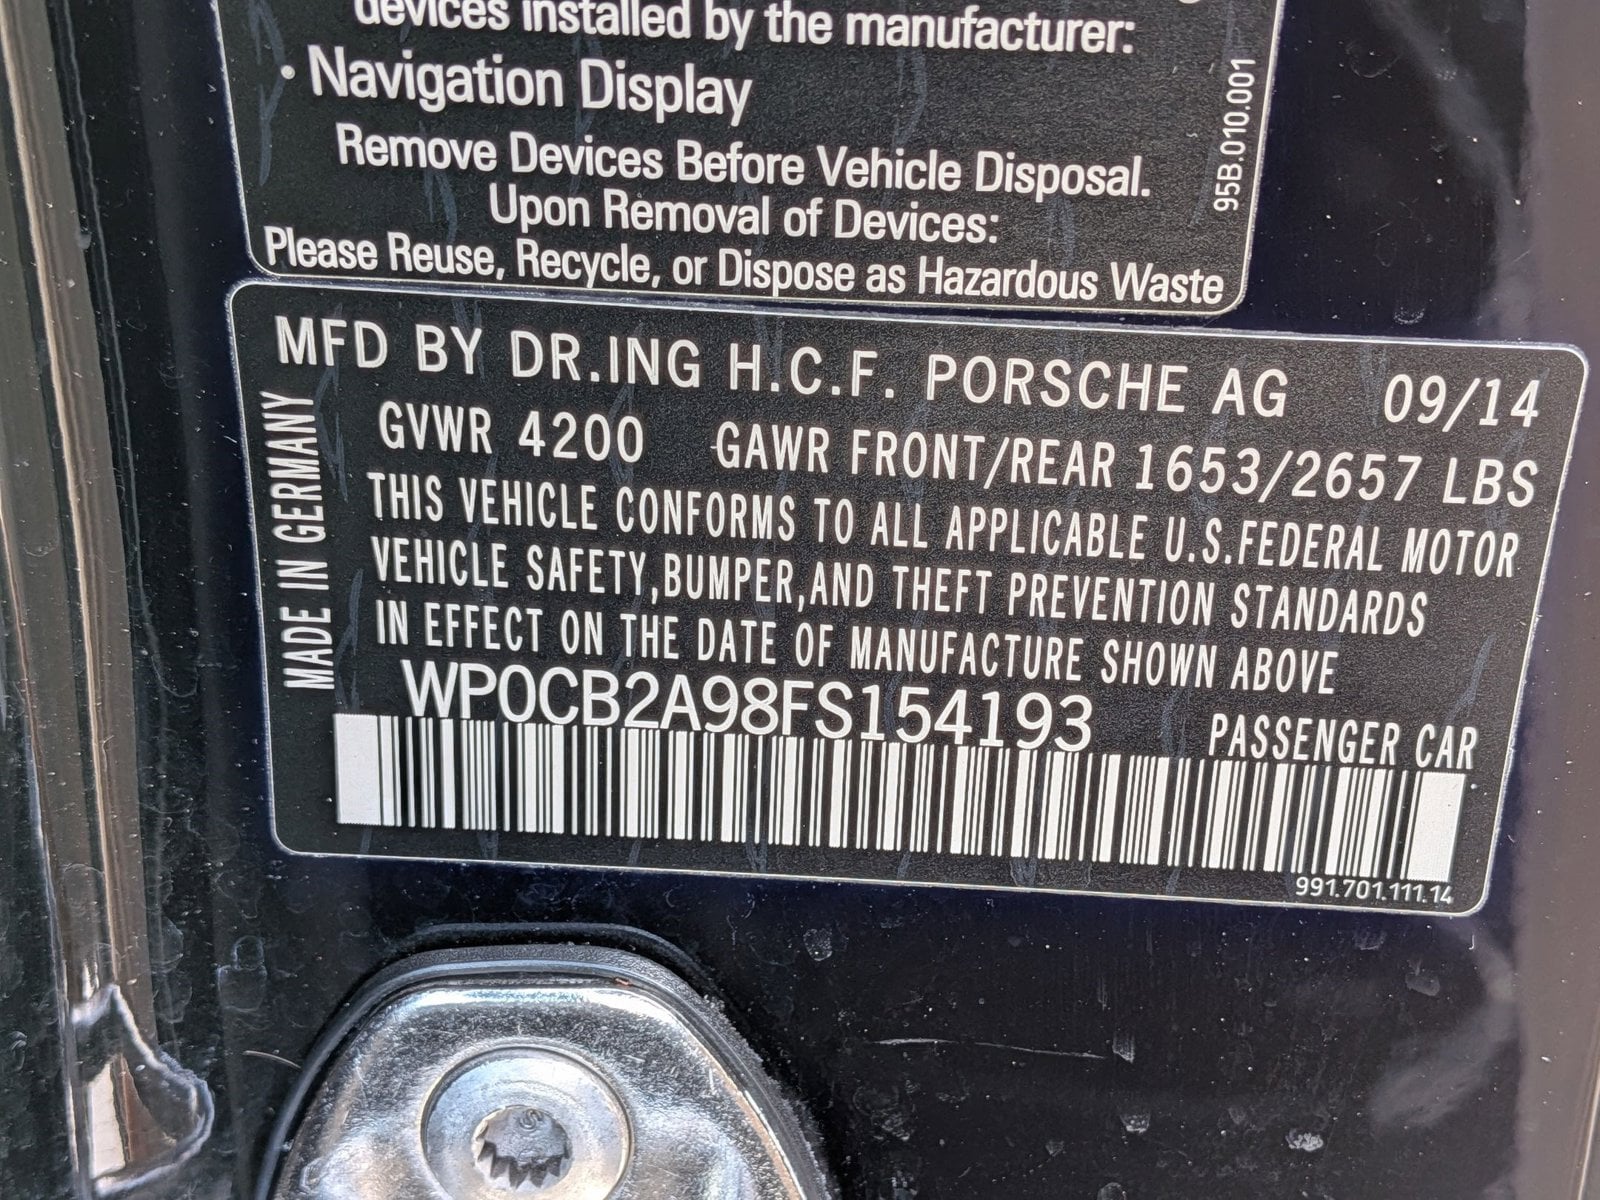 devices installed by the manufacturer:
· Navigation Display
Remove Devices Before Vehicle Disposal.
Upon Removal of Devices:
Please Reuse, Recycle, or Dispose as Hazardous Waste
95B.010.001
MFD BY DR.ING H.C.F. PORSCHE AG 09/14
GVWR 4200 GAWR FRONT/REAR 1653/2657 LBS
THIS VEHICLE CONFORMS TO ALL APPLICABLE U.S.FEDERAL MOTOR
VEHICLE SAFETY,BUMPER,AND THEFT PREVENTION STANDARDS
IN EFFECT ON THE DATE OF MANUFACTURE SHOWN ABOVE
MADE IN GERMANY
WP0CB2A98FS154193
PASSENGER CAR
991.701.111.14